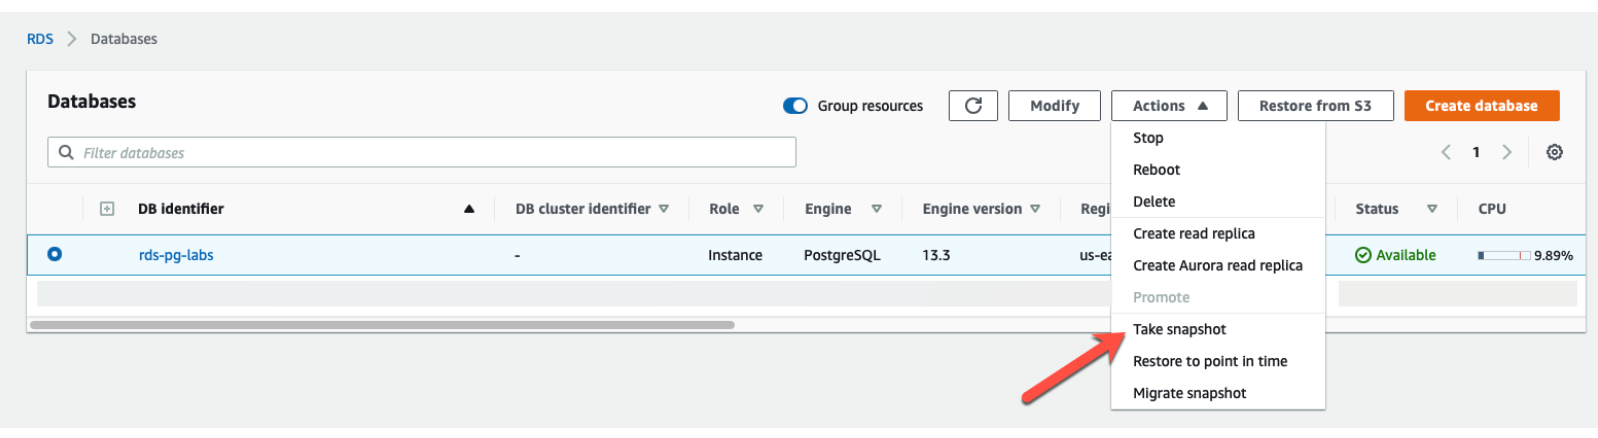 RDS > Databases
Databases
Group resources
Modify
Actions
Restore from S3
Create database
Filter databases
1
Stop
Reboot
Delete
Create read replica
Create Aurora read replica
Promote
Take snapshot
Restore to point in time
Migrate snapshot
DB identifier
DB cluster identifier
Role
Engine
Engine version
Regi
Status
CPU
rds-pg-labs
-
Instance
PostgreSQL
13.3
us-ea
Available
9.89%